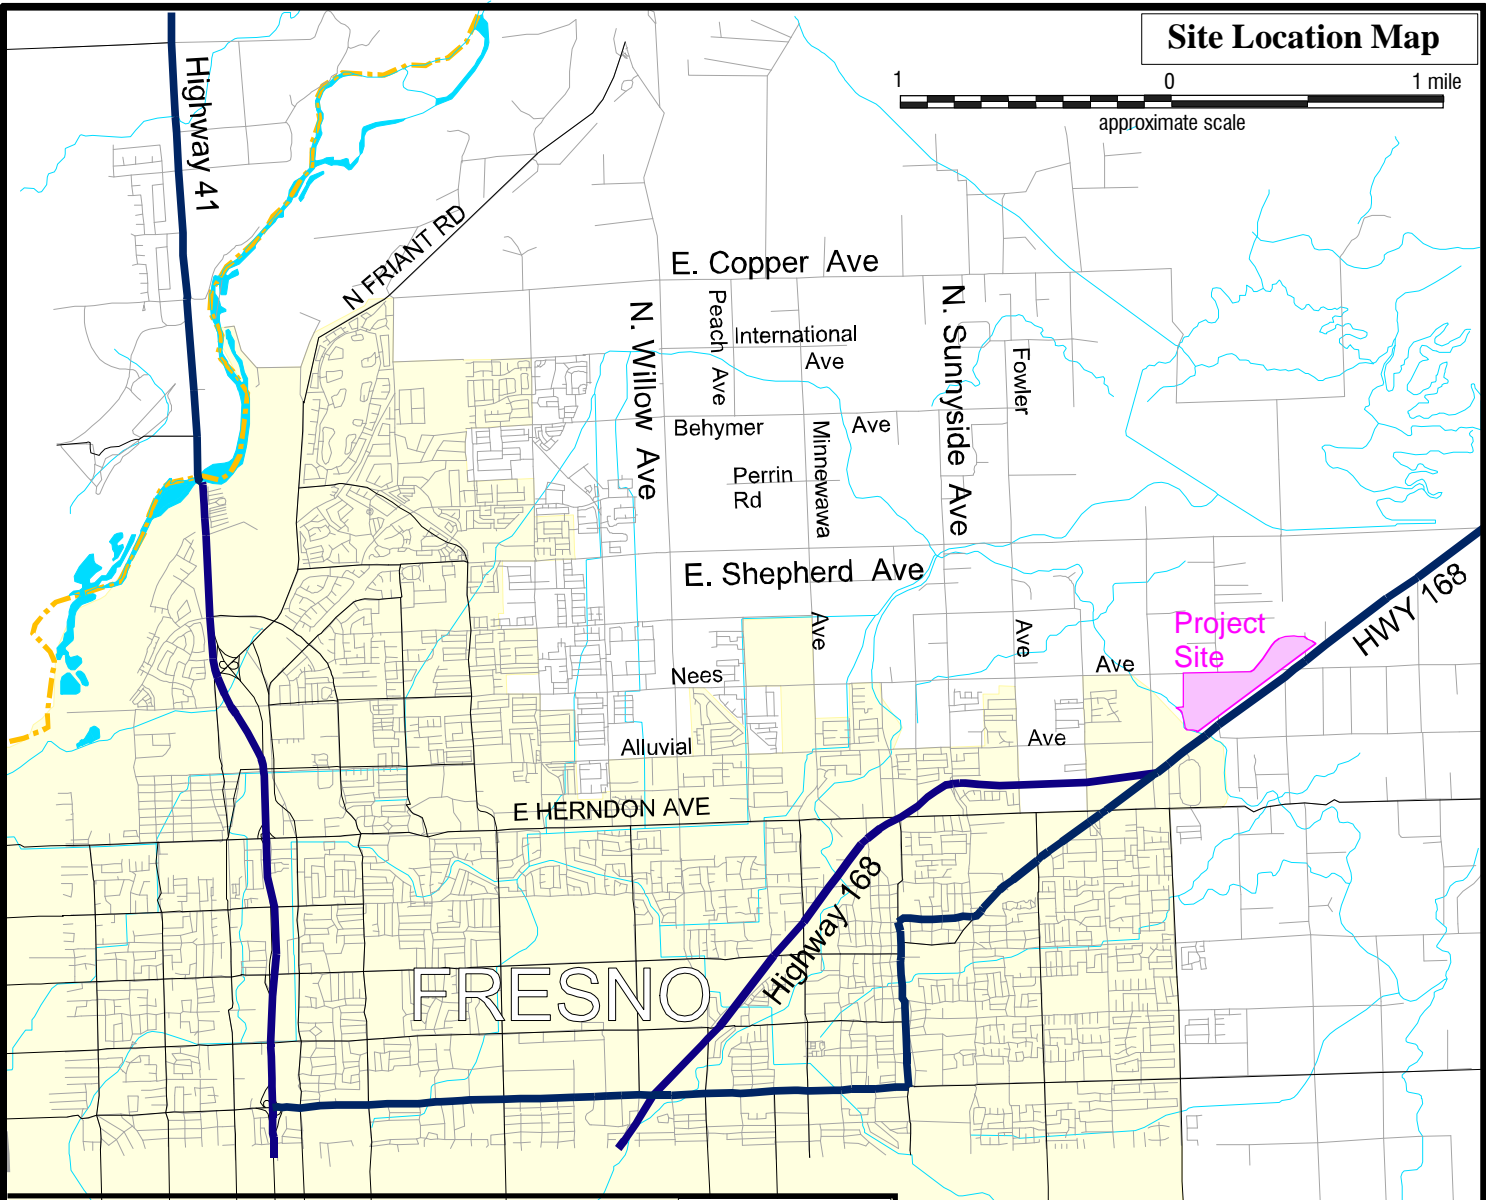 Site Location Map
1 0 1 mile
approximate scale
Highway 41
N FRIANT RD
E. Copper Ave
N. Willow Ave
Peach Ave
International
Ave
N. Sunnyside Ave
Fowler
Behymer Ave
Minnewawa
Perrin
Rd
E. Shepherd Ave
HWY 168
Ave
Ave
Project
Site
Ave
Nees
Alluvial
Ave
E HERNDON AVE
Highway 168
FRESNO